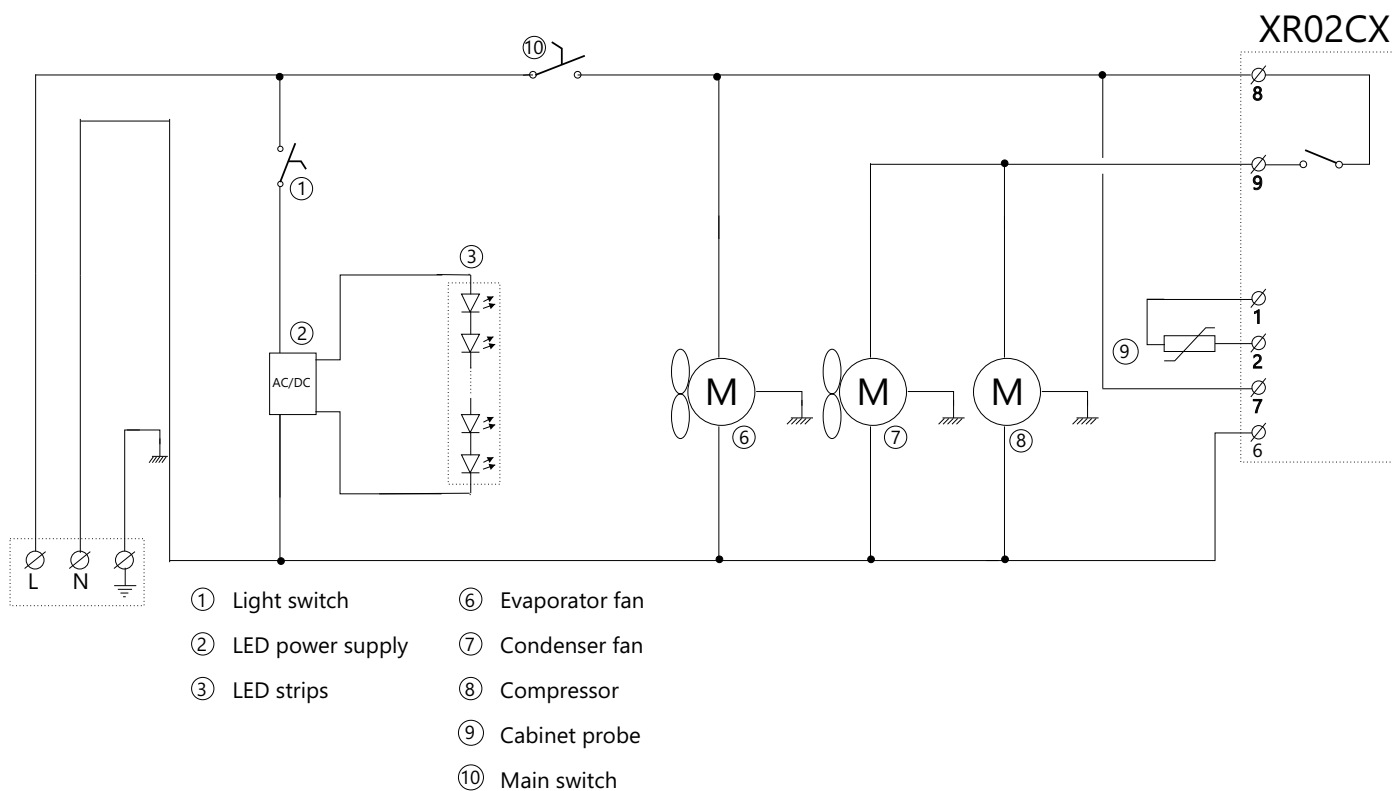 XR02CX
⑩
8
①
9
③
1
②
⑨
2
AC/DC
M
M
M
7
⑥
⑦
⑧
6
L
N
① Light switch
② LED power supply
③ LED strips
⑥ Evaporator fan
⑦ Condenser fan
⑧ Compressor
⑨ Cabinet probe
⑩ Main switch